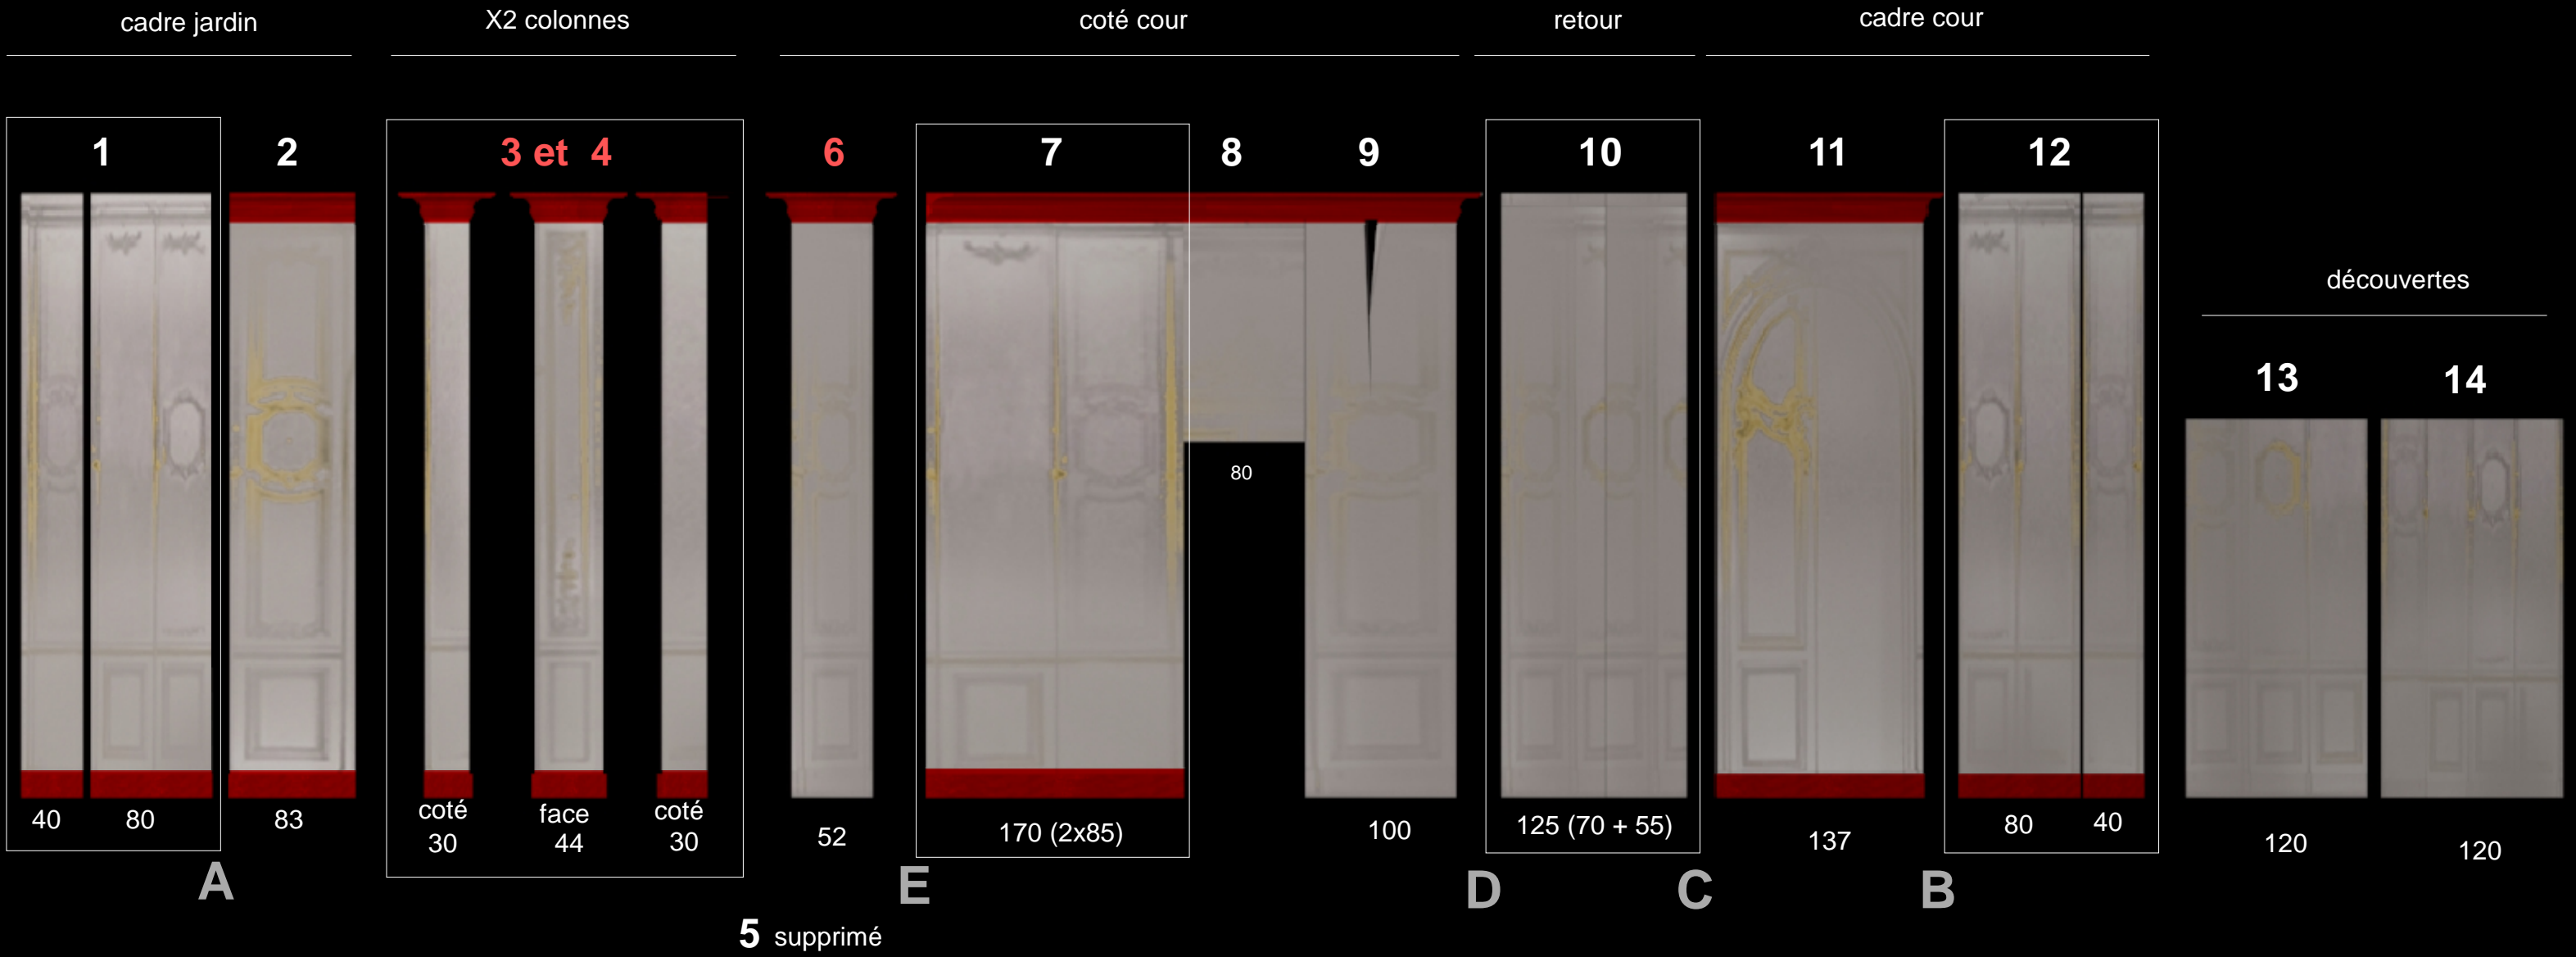 cadre jardin
X2 colonnes
coté cour
retour
cadre cour
1
2
3 et 4
6
7
8
9
10
11
12
découvertes
13
14
80
40
80
83
coté
30
face
44
coté
30
52
170 (2x85)
100
125 (70 + 55)
137
80
40
120
120
A
E
D
C
B
5 supprimé